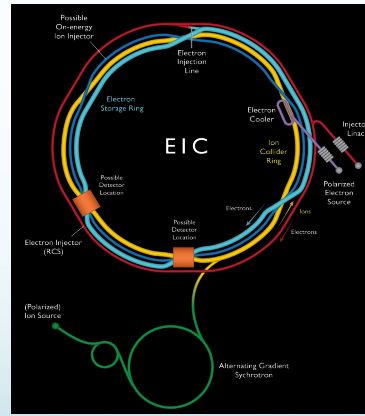 Possible
On-energy
Ion Injector
Electron
Injection
Line
Electron
Storage Ring
Electron
Cooler
Injector
Linac
EIC
Ion
Collider
Ring
Polarized
Electron
Source
Possible
Detector
Location
Possible
Detector
Location
Electrons
Ions
Electrons
Electron Injector
(RCS)
(Polarized)
Ion Source
Alternating Gradient
Sychrotron